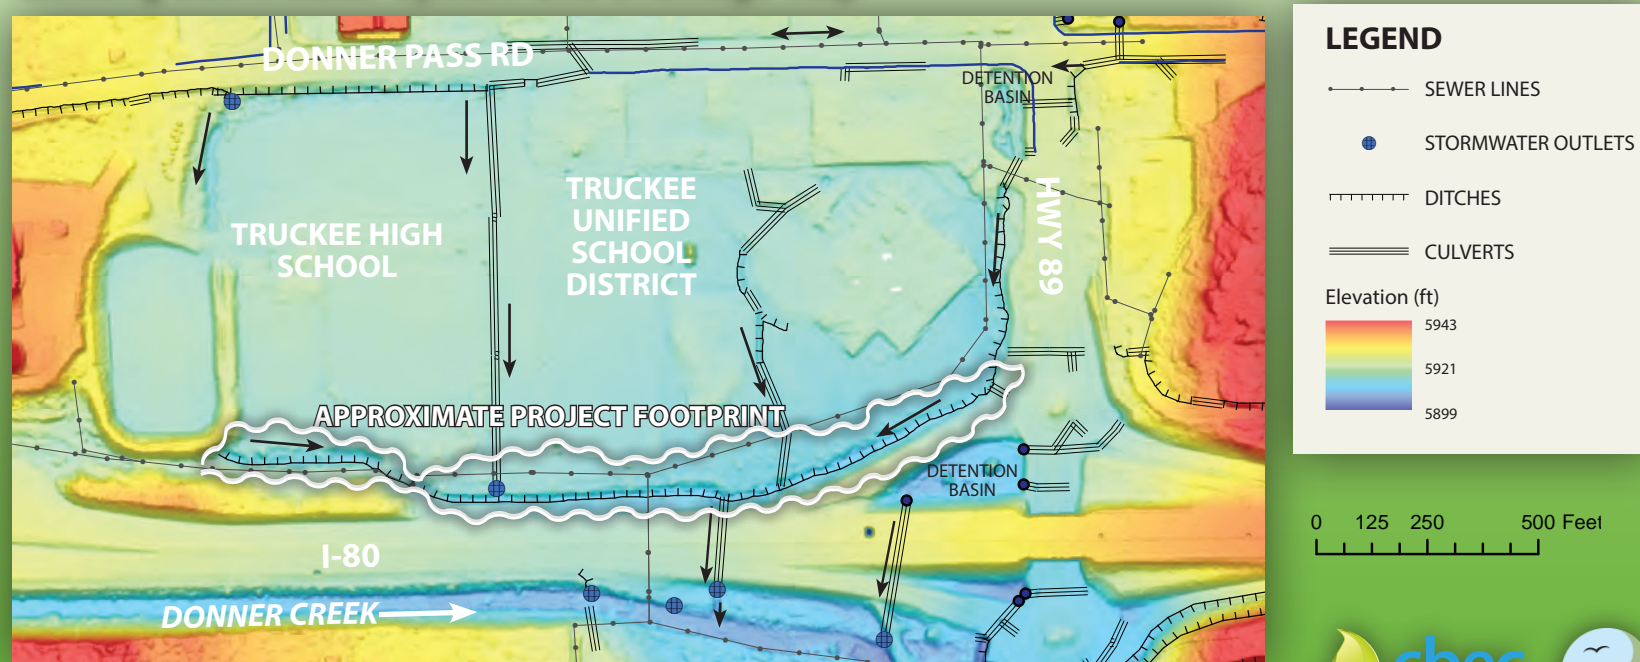 DONNER PASS RD
DETENTION
BASIN
TRUCKEE HIGH
SCHOOL
TRUCKEE
UNIFIED
SCHOOL
DISTRICT
HWY 89
APPROXIMATE PROJECT FOOTPRINT
DETENTION
BASIN
I-80
DONNER CREEK
LEGEND
SEWER LINES
STORMWATER OUTLETS
DITCHES
CULVERTS
Elevation (ft)
5943
5921
5899
0 125 250 500 Feet